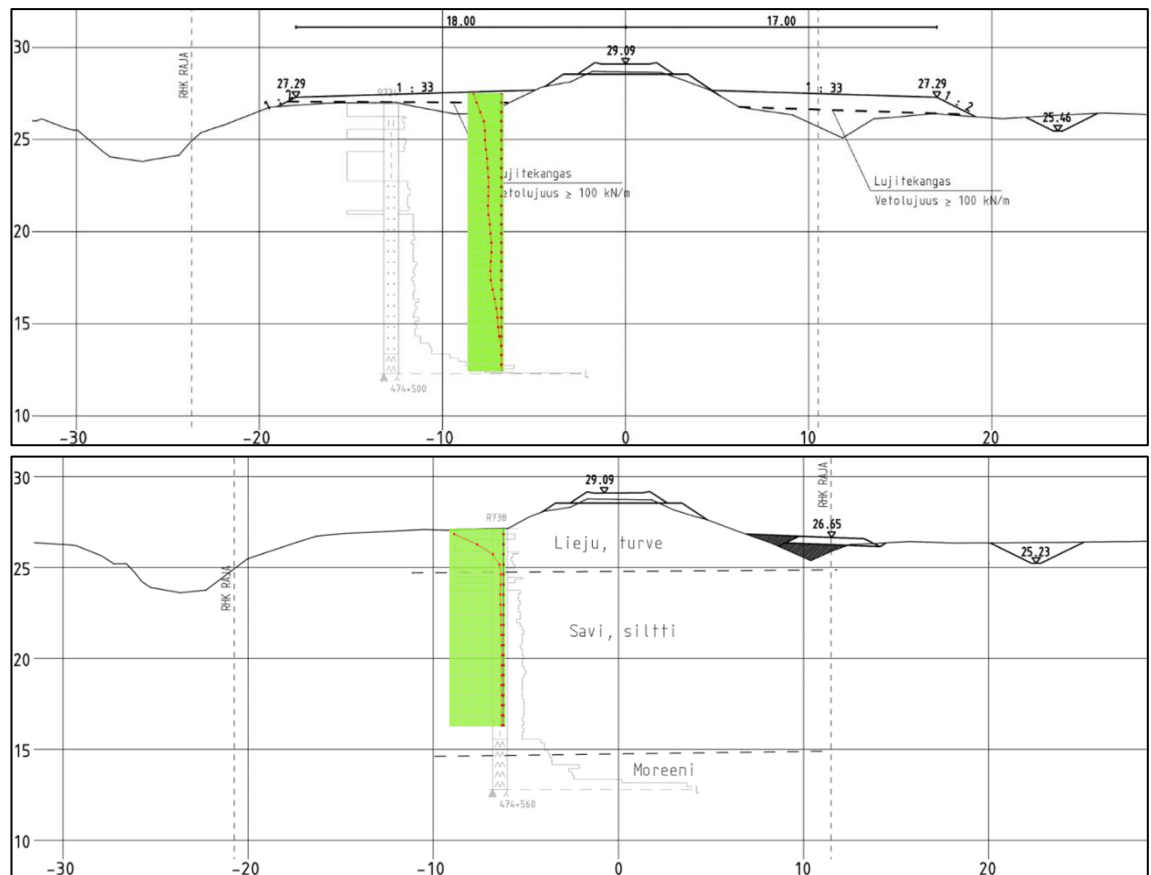 18.00 17.00
30
29.09
RHK RAJA
27.29 1 : 33 1 : 33 27.29
1 : 2 1 : 2
25.46
25
Lujitekangas
ujitekangas
Vetolujuus ≥ 100 kN/m
etolujuus ≥ 100 kN/m
20
15
L
474+500
10
-30 -20 -10 0 10 20
30
29.09
RHK RAJA
R738
26.65
Lieju, turve
25.23
25
RHK RAJA
Savi, siltti
20
15
Moreeni
L
474+560
10
-30 -20 -10 0 10 20